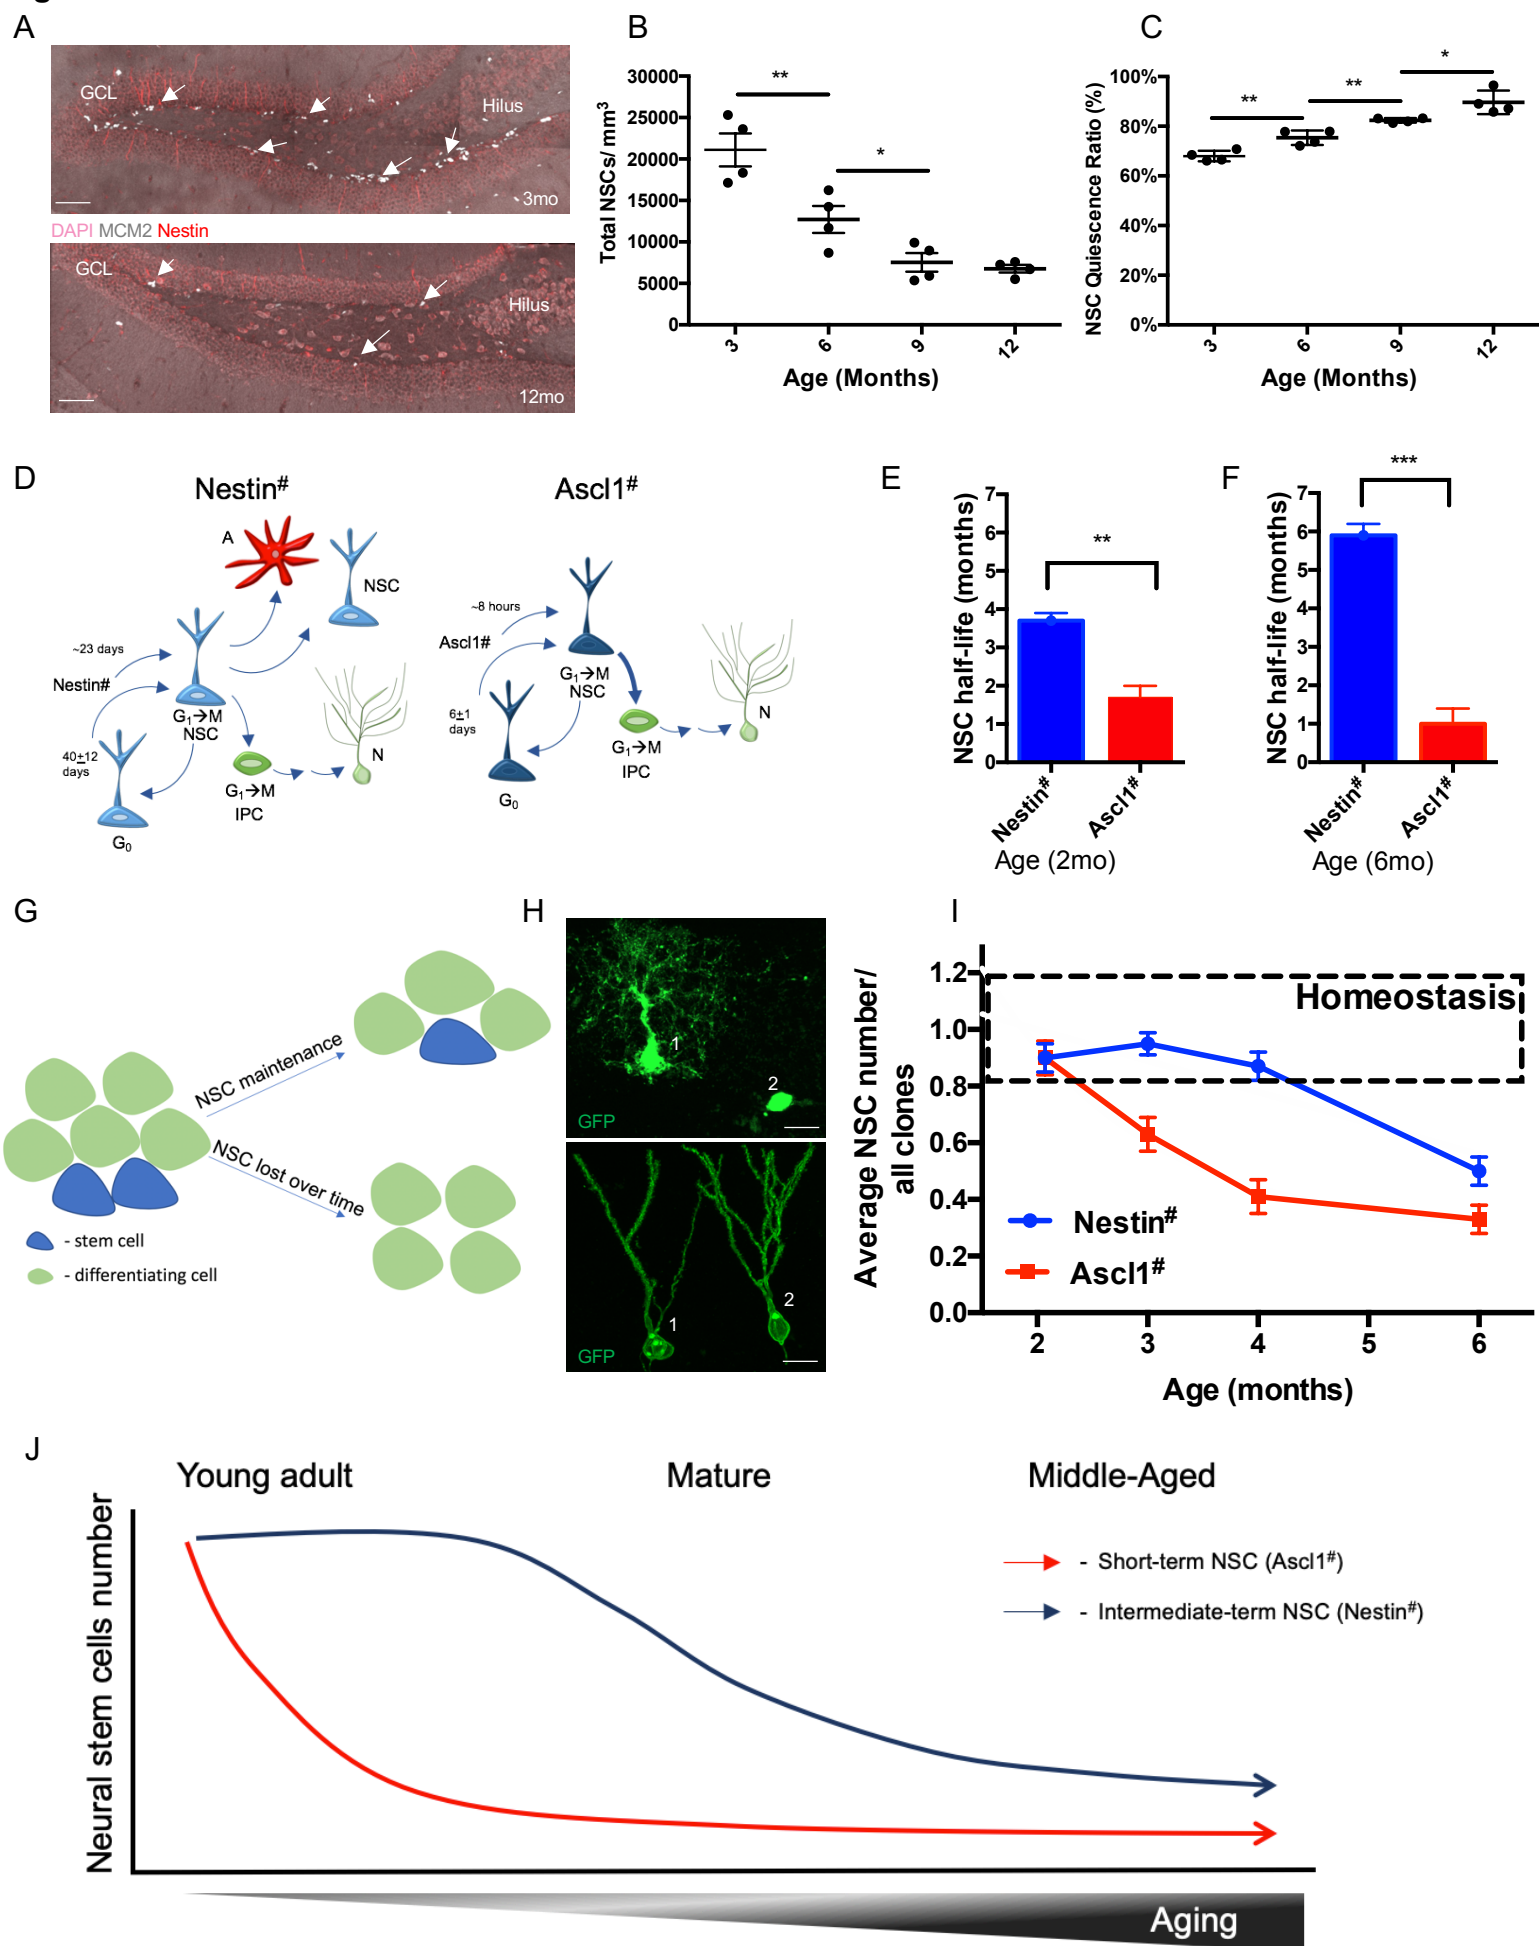 A
GCL
Hilus
3mo
DAPI MCM2 Nestin
GCL
Hilus
12mo
B
**
*
Total NSCs/ mm³
30000
25000
20000
15000
10000
5000
0
3
6
9
12
Age (Months)
C
**
**
*
NSC Quiescence Ratio (%)
100%
80%
60%
40%
20%
0%
3
6
9
12
Age (Months)
D
Nestin#
A
NSC
~23 days
Nestin#
G₁→M
NSC
40±12
days
G₀
G₁→M
IPC
N
Ascl1#
~8 hours
Ascl1#
G₁→M
NSC
6±1
days
G₀
G₁→M
IPC
N
E
**
NSC half-life (months)
7
6
5
4
3
2
1
0
Nestin#
Ascl1#
Age (2mo)
F
***
NSC half-life (months)
7
6
5
4
3
2
1
0
Nestin#
Ascl1#
Age (6mo)
G
NSC maintenance
NSC lost over time
- stem cell
- differentiating cell
H
1
2
GFP
1
2
GFP
I
Average NSC number/
all clones
1.2
1.0
0.8
0.6
0.4
0.2
0.0
Homeostasis
Nestin#
Ascl1#
2
3
4
5
6
Age (months)
J
Young adult
Mature
Middle-Aged
Neural stem cells number
- Short-term NSC (Ascl1#)
- Intermediate-term NSC (Nestin#)
Aging